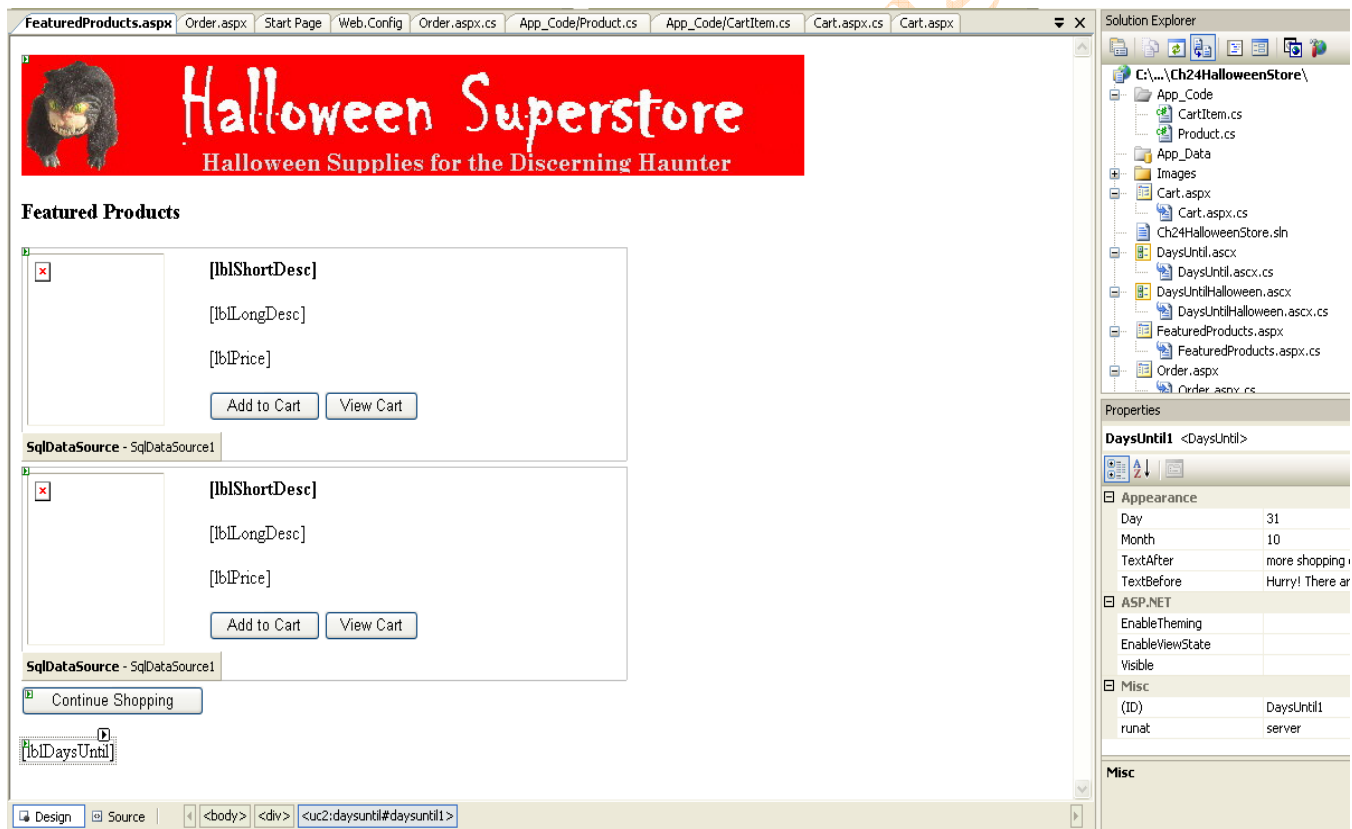 FeaturedProducts.aspx Order.aspx Start Page Web.Config Order.aspx.cs App_Code/Product.cs App_Code/CartItem.cs Cart.aspx.cs Cart.aspx
Halloween Superstore
Halloween Supplies for the Discerning Haunter
Featured Products
[lblShortDesc]
[lblLongDesc]
[lblPrice]
Add to Cart View Cart
SqlDataSource - SqlDataSource1
[lblShortDesc]
[lblLongDesc]
[lblPrice]
Add to Cart View Cart
SqlDataSource - SqlDataSource1
Continue Shopping
[lblDaysUntil]
Design Source <body> <div> <uc2:daysuntil#daysuntil1>
Solution Explorer
C:\...\Ch24HalloweenStore\
App_Code
CartItem.cs
Product.cs
App_Data
Images
Cart.aspx
Cart.aspx.cs
Ch24HalloweenStore.sln
DaysUntil.ascx
DaysUntil.ascx.cs
DaysUntilHalloween.ascx
DaysUntilHalloween.ascx.cs
FeaturedProducts.aspx
FeaturedProducts.aspx.cs
Order.aspx
Order.aspx.cs
Properties
DaysUntil1 <DaysUntil>
Appearance
Day 31
Month 10
TextAfter more shopping
TextBefore Hurry! There
ASP.NET
EnableTheming
EnableViewState
Visible
Misc
(ID) DaysUntil1
runat server
Misc